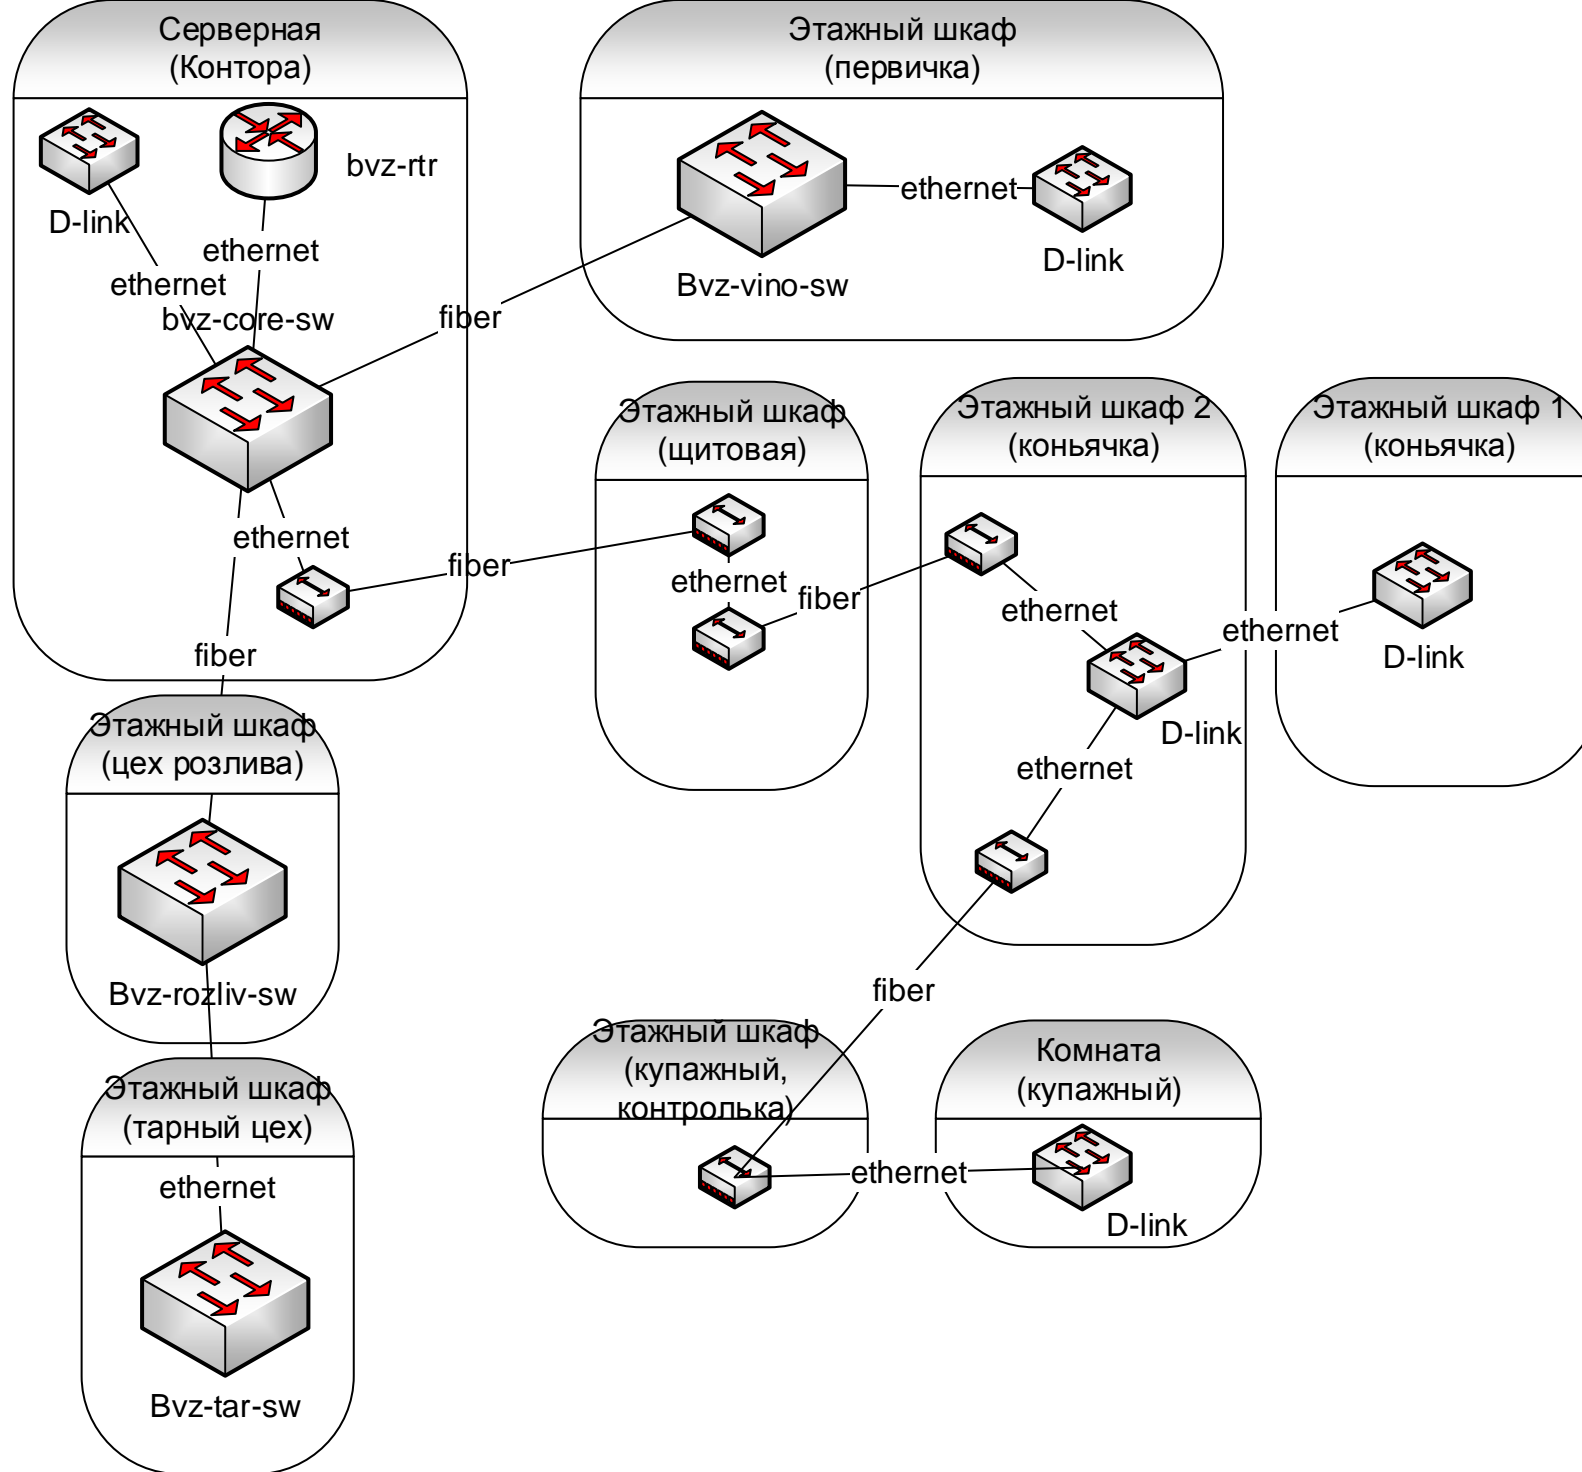 Серверная
(Контора)
D-link
bvz-rtr
ethernet
ethernet
bvz-core-sw
fiber
ethernet
fiber
fiber
Этажный шкаф
(первичка)
Bvz-vino-sw
ethernet
D-link
Этажный шкаф
(щитовая)
ethernet
fiber
Этажный шкаф 2
(коньячка)
ethernet
D-link
ethernet
ethernet
Этажный шкаф 1
(коньячка)
D-link
Этажный шкаф
(цех розлива)
Bvz-rozliv-sw
Этажный шкаф
(тарный цех)
ethernet
Bvz-tar-sw
fiber
Этажный шкаф
(купажный,
контролька)
ethernet
Комната
(купажный)
D-link